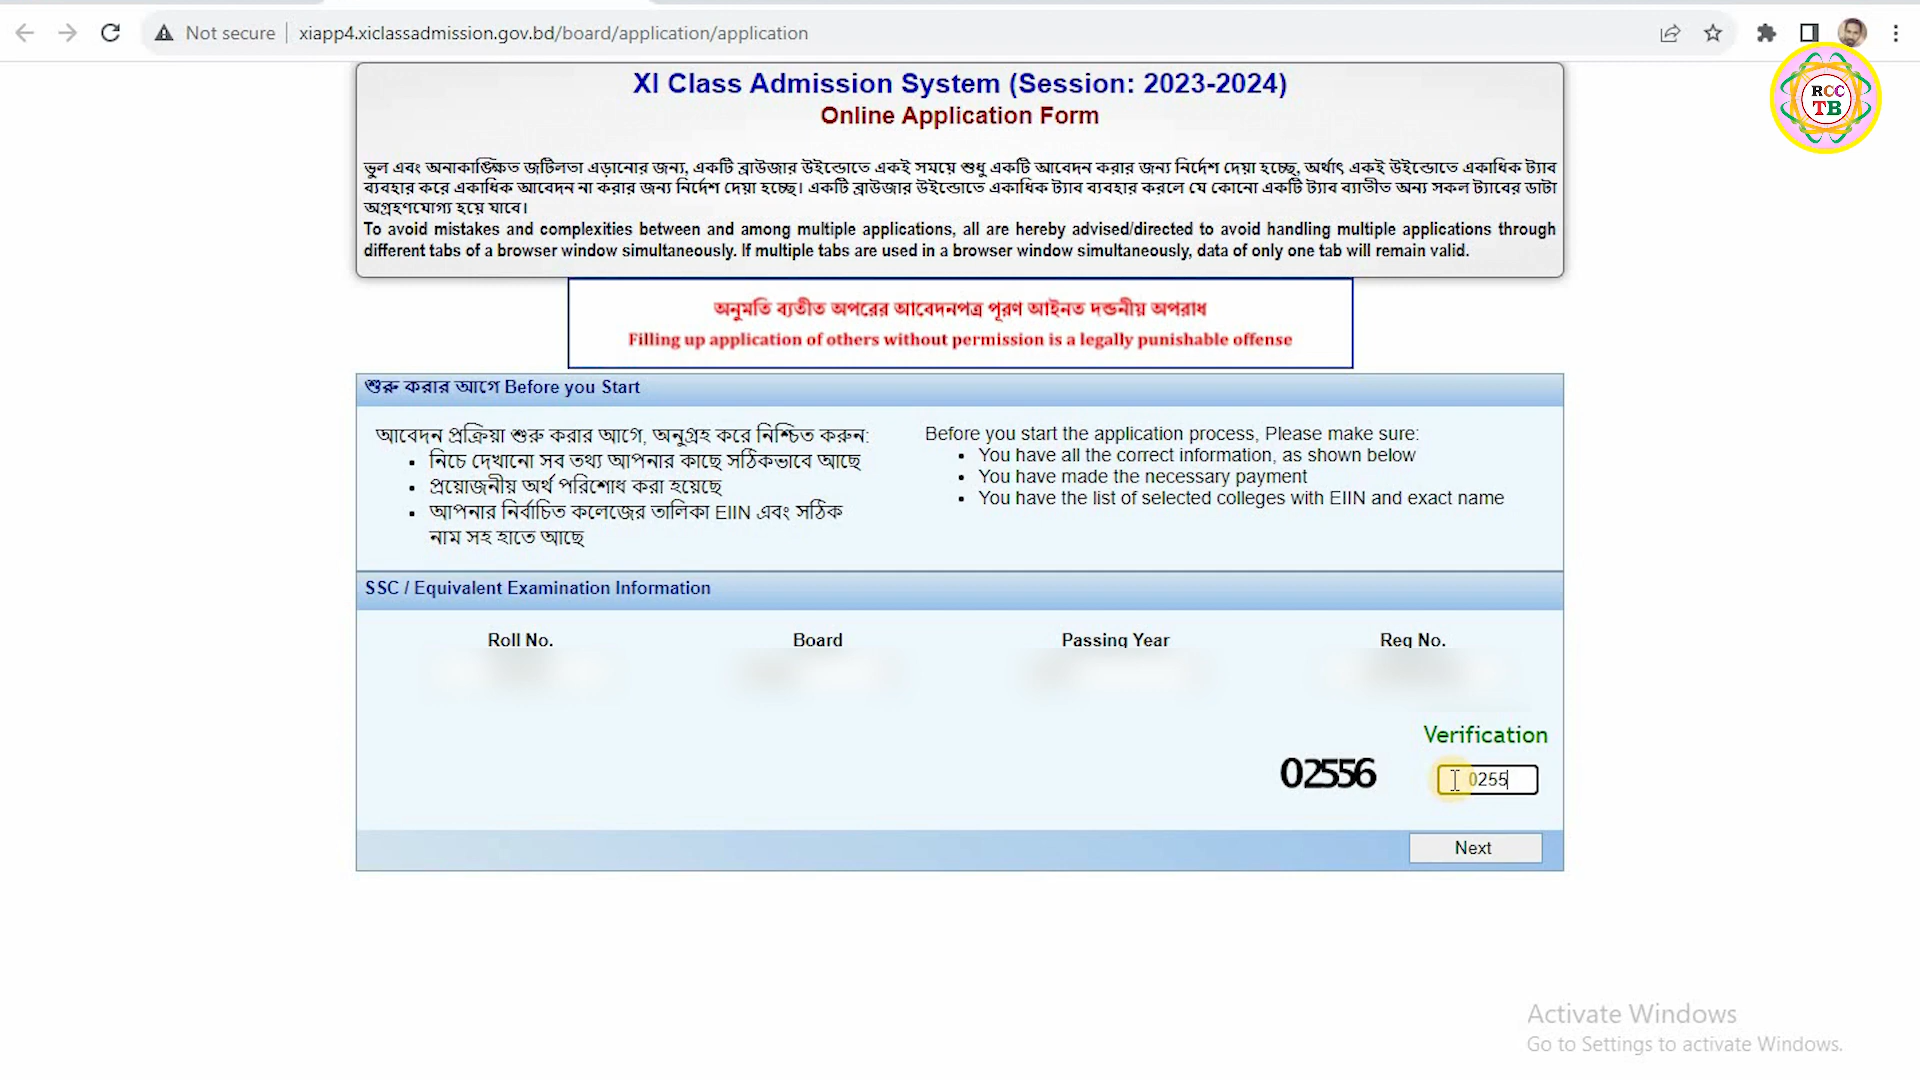 Not secure
xiapp4.xiclassadmission.gov.bd/board/application/application
RCC
TB
XI Class Admission System (Session: 2023-2024)
Online Application Form
ভুল এবং অনাকাঙ্ক্ষিত জটিলতা এড়ানোর জন্য, একটি ব্রাউজার উইন্ডোতে একই সময়ে শুধু একটি আবেদন করার জন্য নির্দেশ দেয়া হচ্ছে, অর্থাৎ একই উইন্ডোতে একাধিক ট্যাব
ব্যবহার করে একাধিক আবেদন না করার জন্য নির্দেশ দেয়া হচ্ছে। একটি ব্রাউজার উইন্ডোতে একাধিক ট্যাব ব্যবহার করলে যে কোনো একটি ট্যাব ব্যাতীত অন্য সকল ট্যাবের ডাটা
অগ্রহণযোগ্য হয়ে যাবে।
To avoid mistakes and complexities between and among multiple applications, all are hereby advised/directed to avoid handling multiple applications through
different tabs of a browser window simultaneously. If multiple tabs are used in a browser window simultaneously, data of only one tab will remain valid.
অনুমতি ব্যতীত অপরের আবেদনপত্র পূরণ আইনত দন্ডনীয় অপরাধ
Filling up application of others without permission is a legally punishable offense
শুরু করার আগে Before you Start
আবেদন প্রক্রিয়া শুরু করার আগে, অনুগ্রহ করে নিশ্চিত করুন:
নিচে দেখানো সব তথ্য আপনার কাছে সঠিকভাবে আছে
প্রয়োজনীয় অর্থ পরিশোধ করা হয়েছে
আপনার নির্বাচিত কলেজের তালিকা EIIN এবং সঠিক
নাম সহ হাতে আছে
Before you start the application process, Please make sure:
You have all the correct information, as shown below
You have made the necessary payment
You have the list of selected colleges with EIIN and exact name
SSC / Equivalent Examination Information
Roll No. Board Passing Year Reg No.
Verification
02556 0255
Next
Activate Windows
Go to Settings to activate Windows.